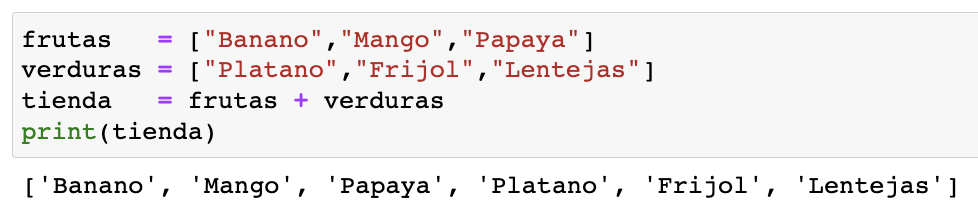 frutas   = ["Banano","Mango","Papaya"]
verduras = ["Platano","Frijol","Lentejas"]
tienda   = frutas + verduras
print(tienda)
['Banano', 'Mango', 'Papaya', 'Platano', 'Frijol', 'Lentejas']